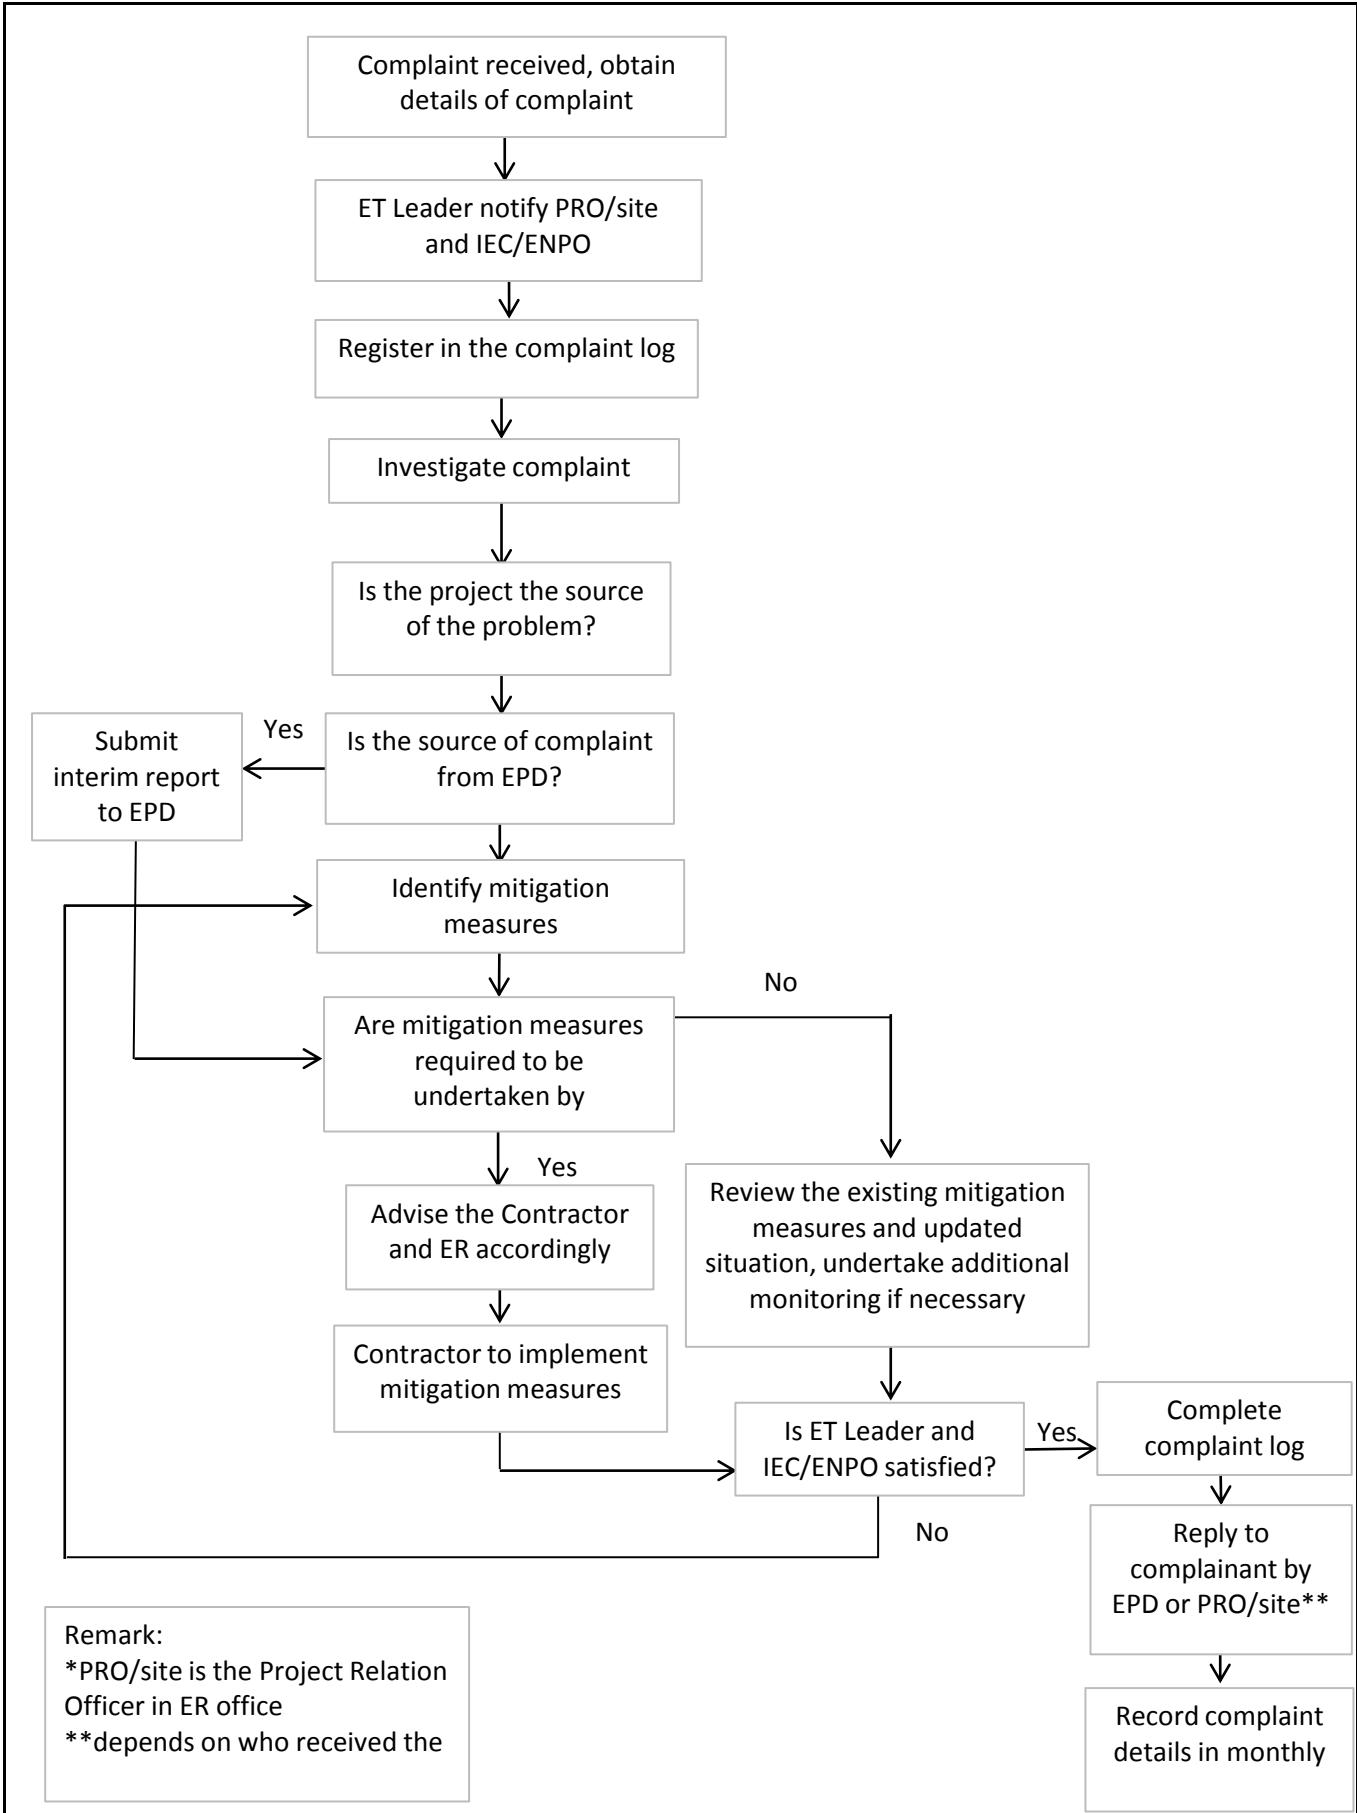 Complaint received, obtain
details of complaint
ET Leader notify PRO/site
and IEC/ENPO
Register in the complaint log
Investigate complaint
Is the project the source
of the problem?
Yes
Submit
interim report
to EPD
Is the source of complaint
from EPD?
Identify mitigation
measures
No
Are mitigation measures
required to be
undertaken by
Yes
Advise the Contractor
and ER accordingly
Review the existing mitigation
measures and updated
situation, undertake additional
monitoring if necessary
Contractor to implement
mitigation measures
Is ET Leader and
IEC/ENPO satisfied?
Yes
Complete
complaint log
No
Reply to
complainant by
EPD or PRO/site**
Record complaint
details in monthly
Remark:
*PRO/site is the Project Relation
Officer in ER office
**depends on who received the